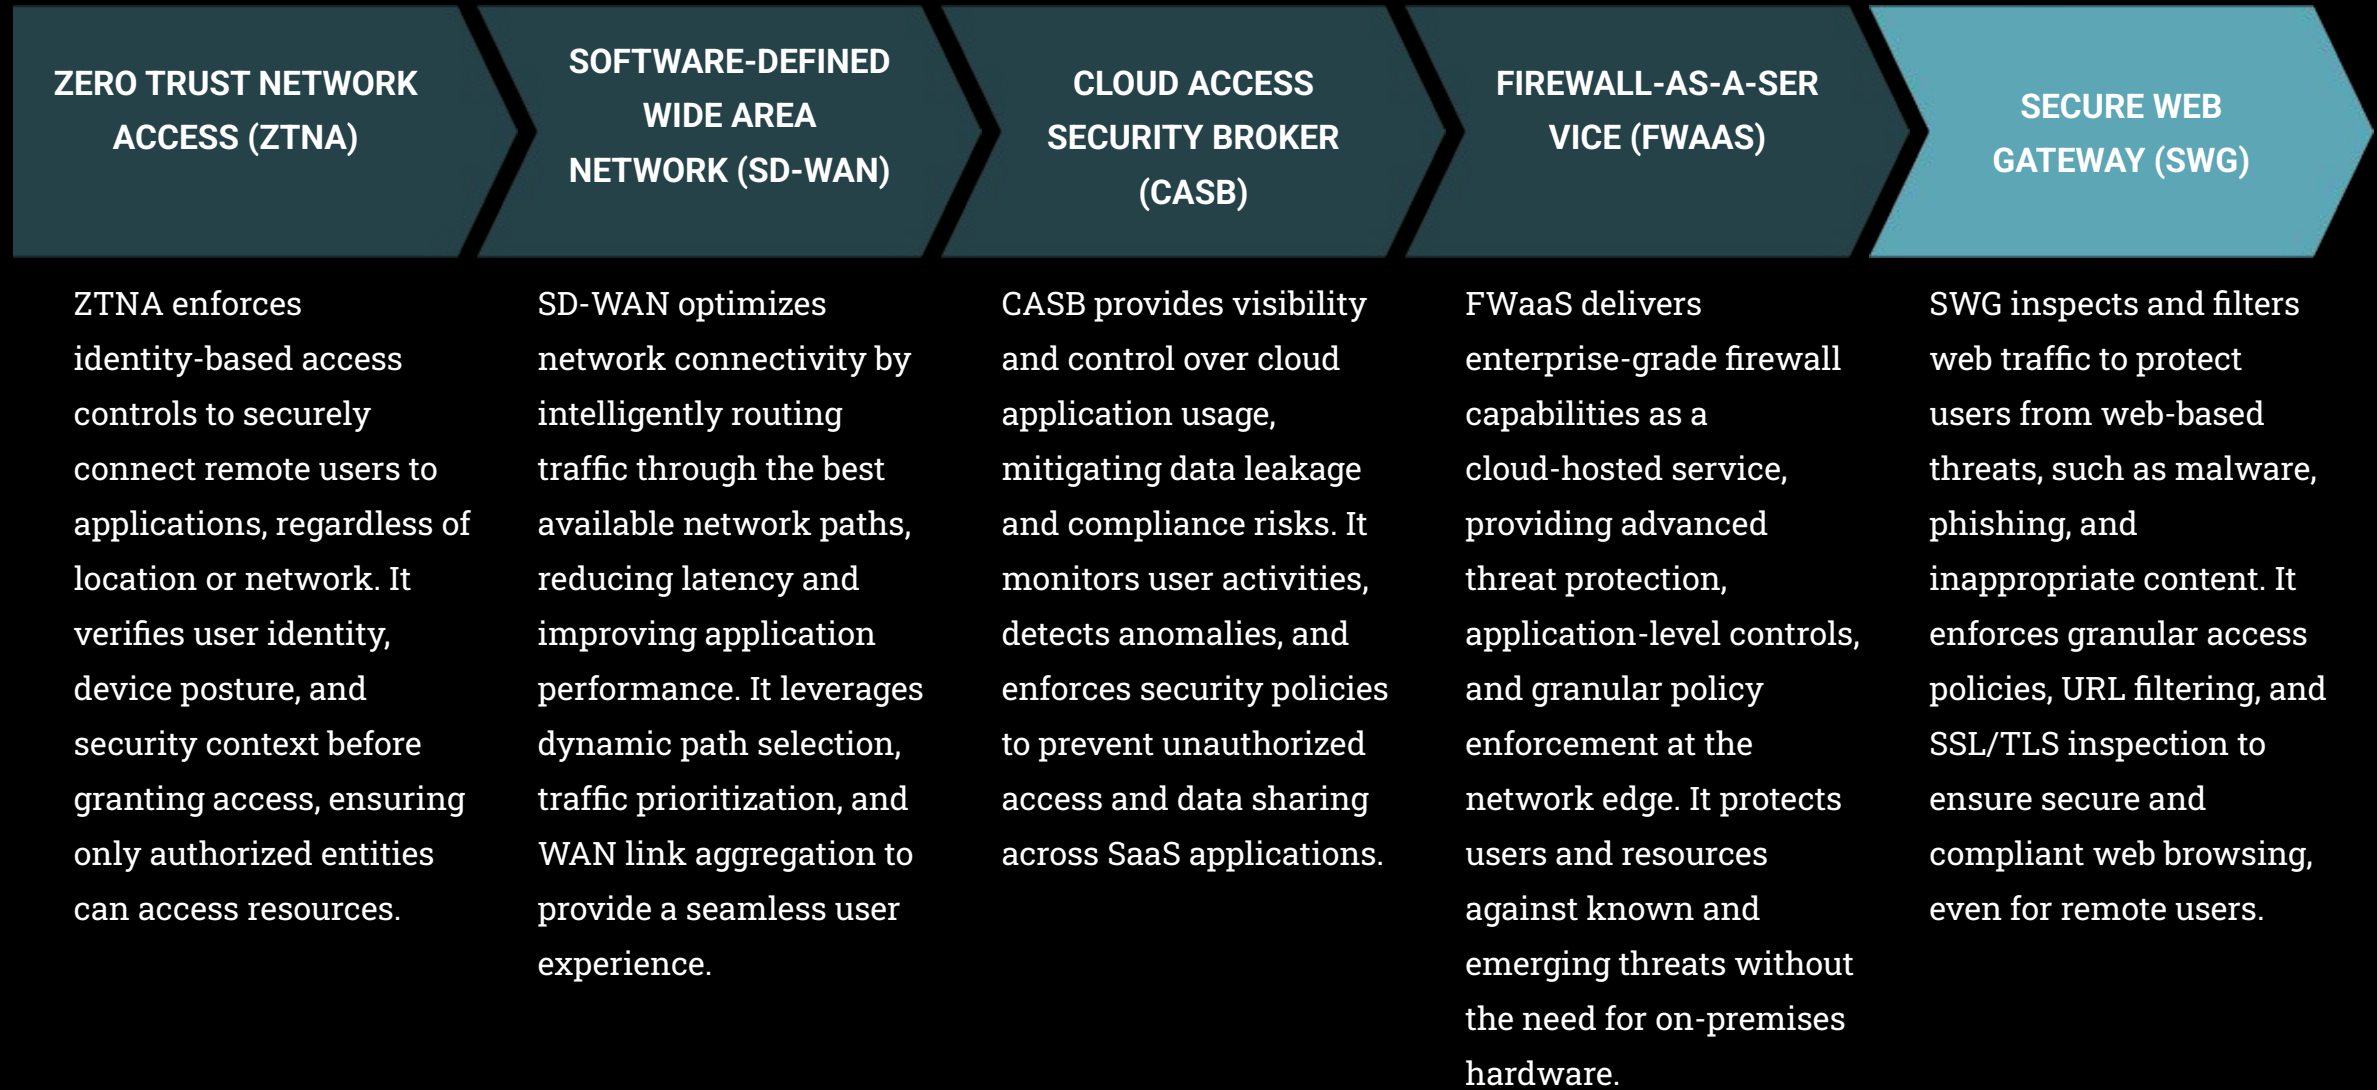 ZERO TRUST NETWORK
ACCESS (ZTNA)
SOFTWARE-DEFINED
WIDE AREA
NETWORK (SD-WAN)
CLOUD ACCESS
SECURITY BROKER
(CASB)
FIREWALL-AS-A-SER
VICE (FWAAS)
SECURE WEB
GATEWAY (SWG)
ZTNA enforces
identity-based access
controls to securely
connect remote users to
applications, regardless of
location or network. It
verifies user identity,
device posture, and
security context before
granting access, ensuring
only authorized entities
can access resources.
SD-WAN optimizes
network connectivity by
intelligently routing
traffic through the best
available network paths,
reducing latency and
improving application
performance. It leverages
dynamic path selection,
traffic prioritization, and
WAN link aggregation to
provide a seamless user
experience.
CASB provides visibility
and control over cloud
application usage,
mitigating data leakage
and compliance risks. It
monitors user activities,
detects anomalies, and
enforces security policies
to prevent unauthorized
access and data sharing
across SaaS applications.
FWaaS delivers
enterprise-grade firewall
capabilities as a
cloud-hosted service,
providing advanced
threat protection,
application-level controls,
and granular policy
enforcement at the
network edge. It protects
users and resources
against known and
emerging threats without
the need for on-premises
hardware.
SWG inspects and filters
web traffic to protect
users from web-based
threats, such as malware,
phishing, and
inappropriate content. It
enforces granular access
policies, URL filtering, and
SSL/TLS inspection to
ensure secure and
compliant web browsing,
even for remote users.